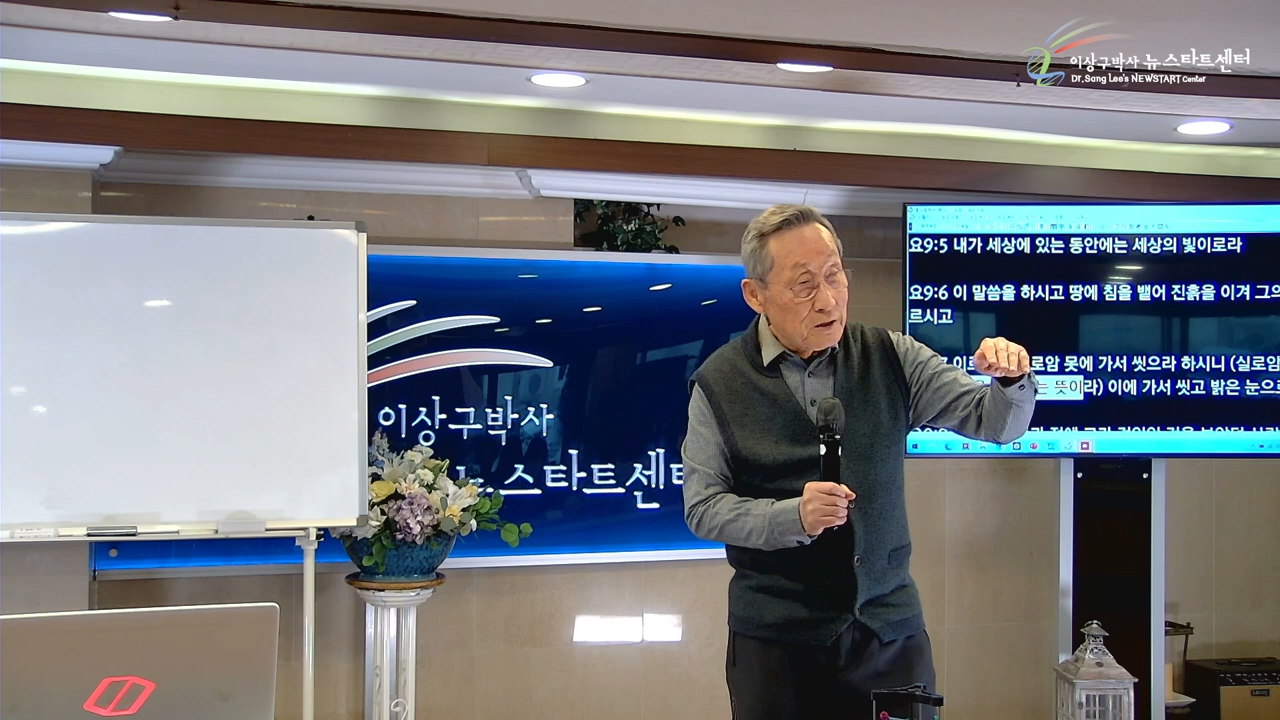 이상구박사 뉴스타트센터
Dr. Sang Lee's NEWSTART Center
요9:5 내가 세상에 있는 동안에는 세상의 빛이로라
요9:6 이 말씀을 하시고 땅에 침을 뱉어 진흙을 이겨 그의
르시고
이르 로암 못에 가서 씻으라 하시니 (실로암
는 뜻이라) 이에 가서 씻고 밝은 눈으로
이상구박사
뉴스타트센터